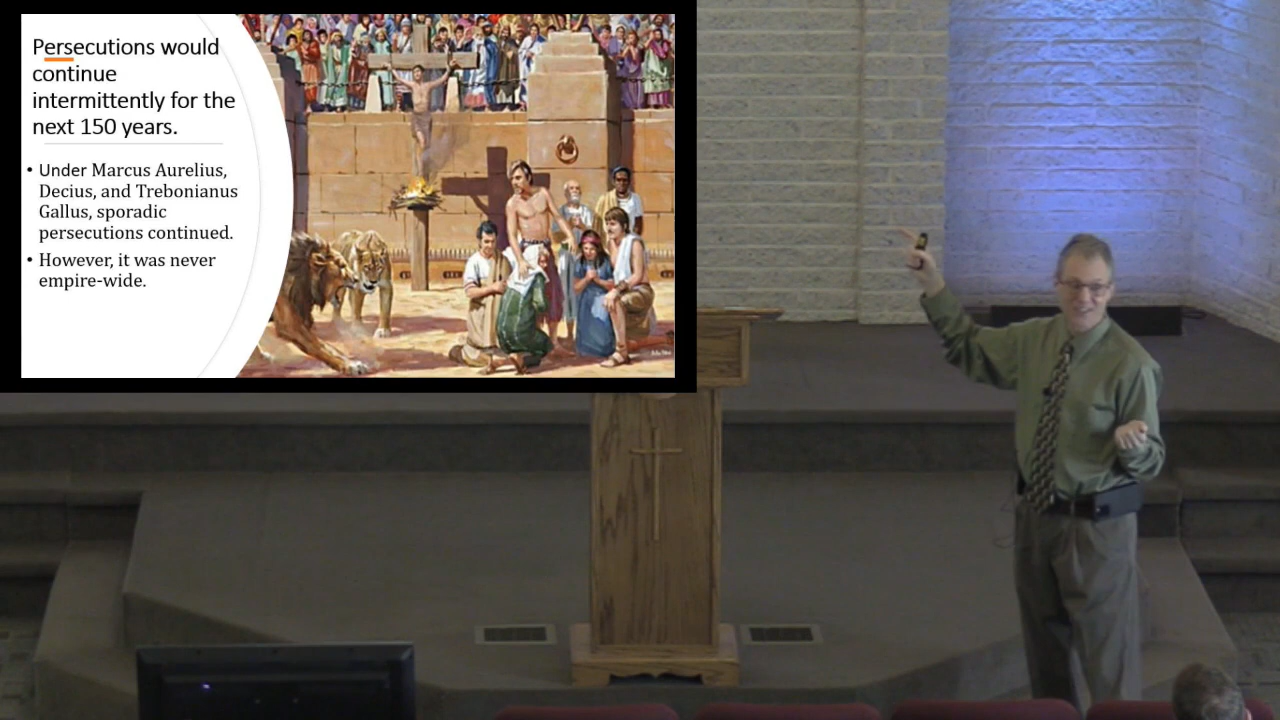 Persecutions would
continue
intermittently for the
next 150 years.
• Under Marcus Aurelius,
Decius, and Trebonianus
Gallus, sporadic
persecutions continued.
• However, it was never
empire-wide.